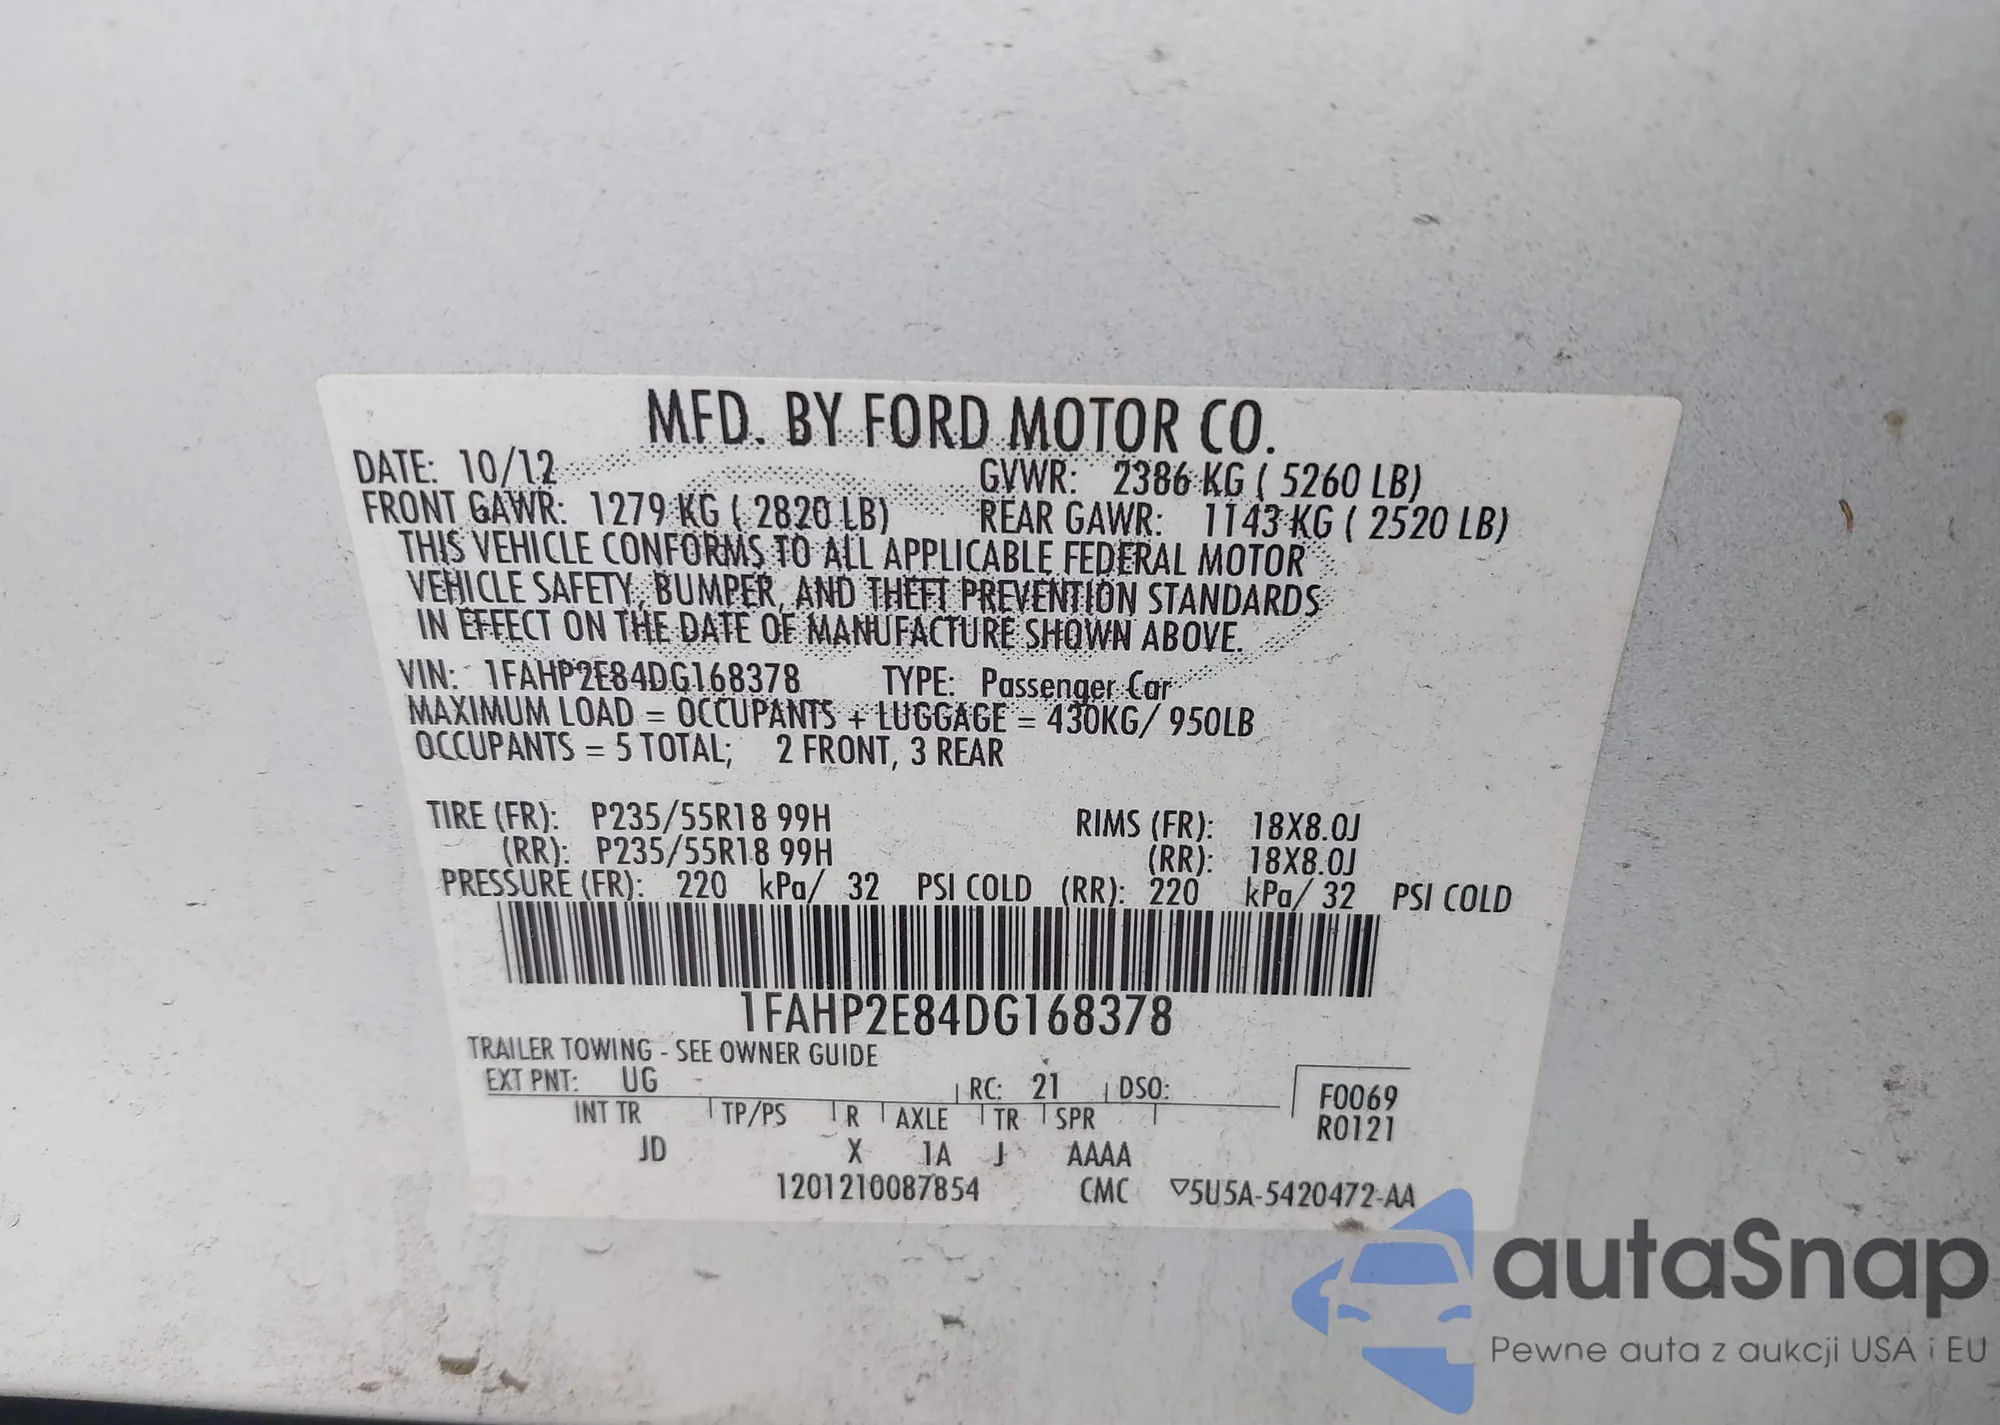 MFD. BY FORD MOTOR CO.
DATE: 10/12 GVWR: 2386 KG ( 5260 LB)
FRONT GAWR: 1279 KG ( 2820 LB) REAR GAWR: 1143 KG ( 2520 LB)
THIS VEHICLE CONFORMS TO ALL APPLICABLE FEDERAL MOTOR
VEHICLE SAFETY, BUMPER, AND THEFT PREVENTION STANDARDS
IN EFFECT ON THE DATE OF MANUFACTURE SHOWN ABOVE.
VIN: 1FAHP2E84DG168378 TYPE: Passenger Car
MAXIMUM LOAD = OCCUPANTS + LUGGAGE = 430KG/ 950LB
OCCUPANTS = 5 TOTAL; 2 FRONT, 3 REAR
TIRE (FR): P235/55R18 99H RIMS (FR): 18X8.0J
(RR): P235/55R18 99H (RR): 18X8.0J
PRESSURE (FR): 220 kPa/ 32 PSI COLD (RR): 220 kPa/ 32 PSI COLD
1FAHP2E84DG168378
TRAILER TOWING - SEE OWNER GUIDE
EXT PNT: UG RC: 21 DSO: F0069
INT TR TP/PS R AXLE TR SPR R0121
JD X 1A J AAAA
1201210087854 CMC ▽5U5A-5420472-AA
autaSnap
Pewne auta z aukcji USA i EU